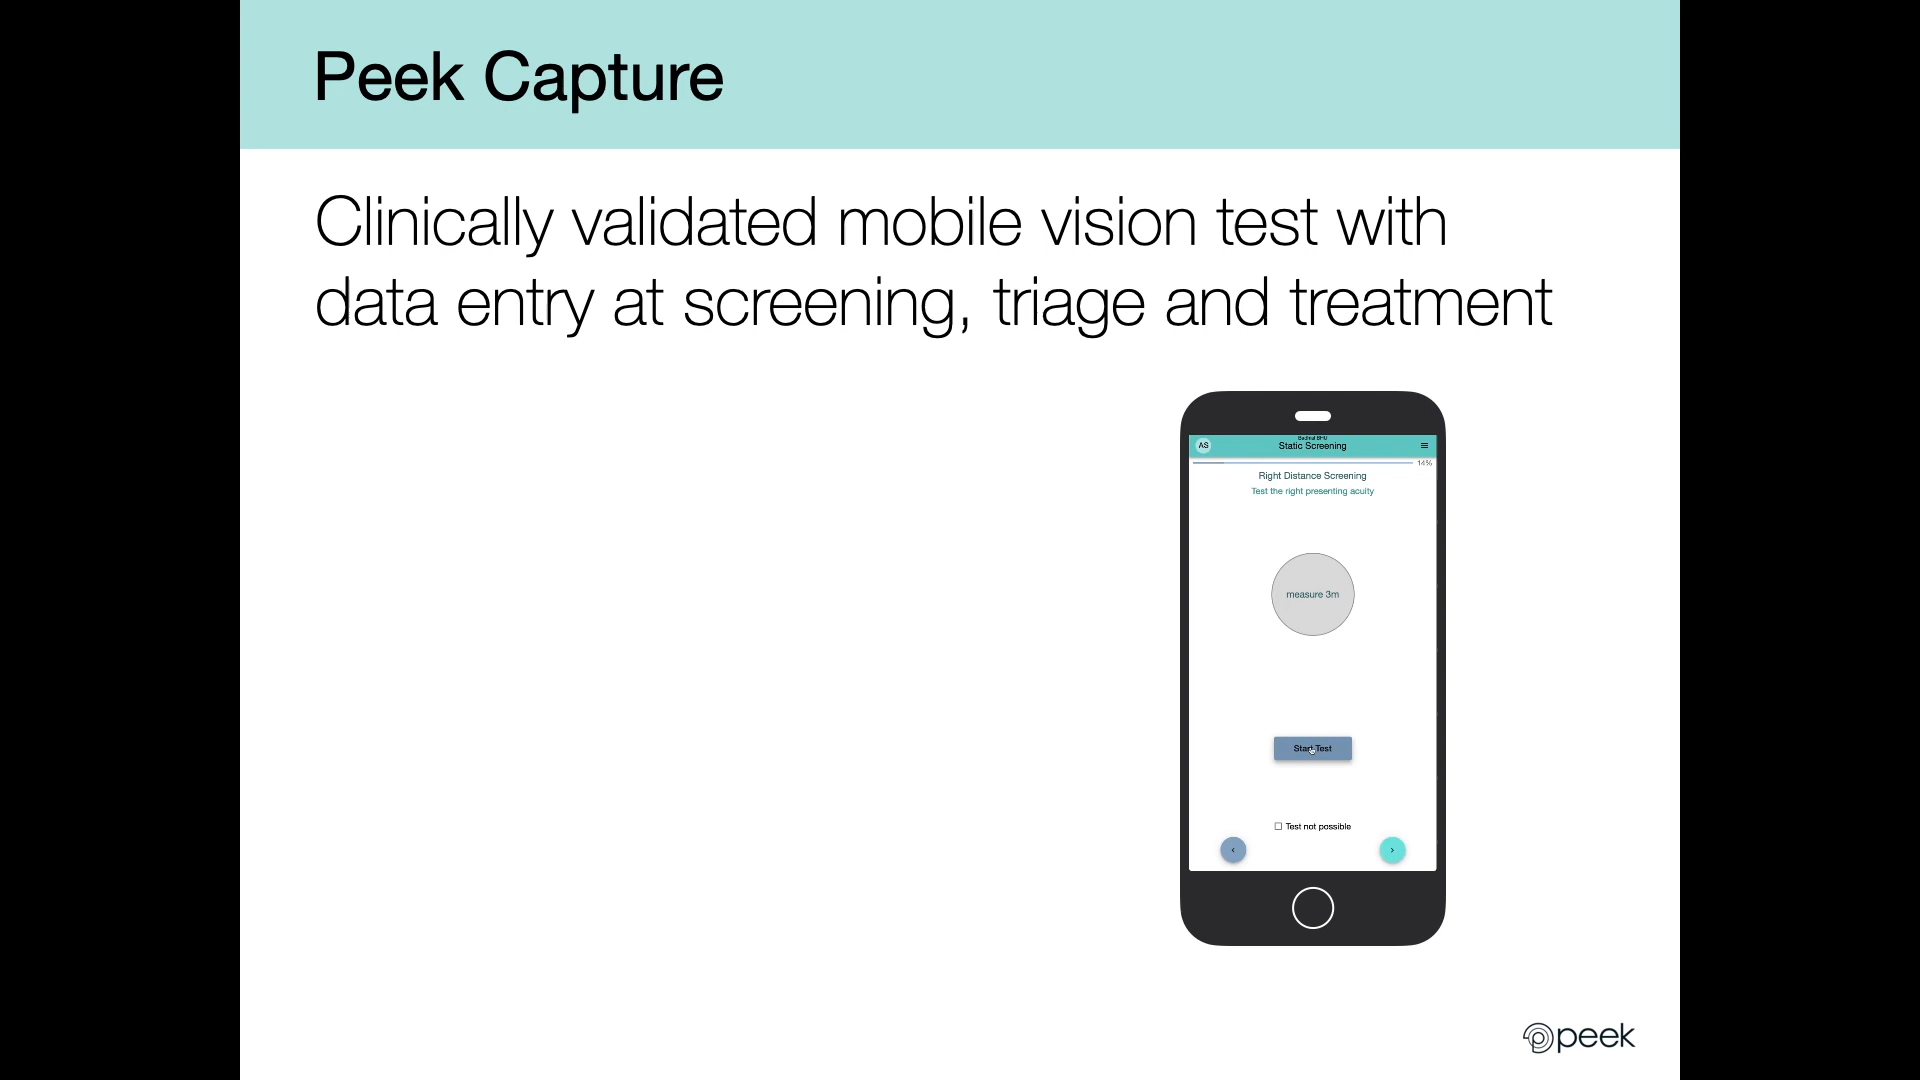 Peek Capture
Clinically validated mobile vision test with
data entry at screening, triage and treatment
AS
Static Screening
14%
Right Distance Screening
Test the right presenting acuity
measure 3m
Start Test
Test not possible
peek